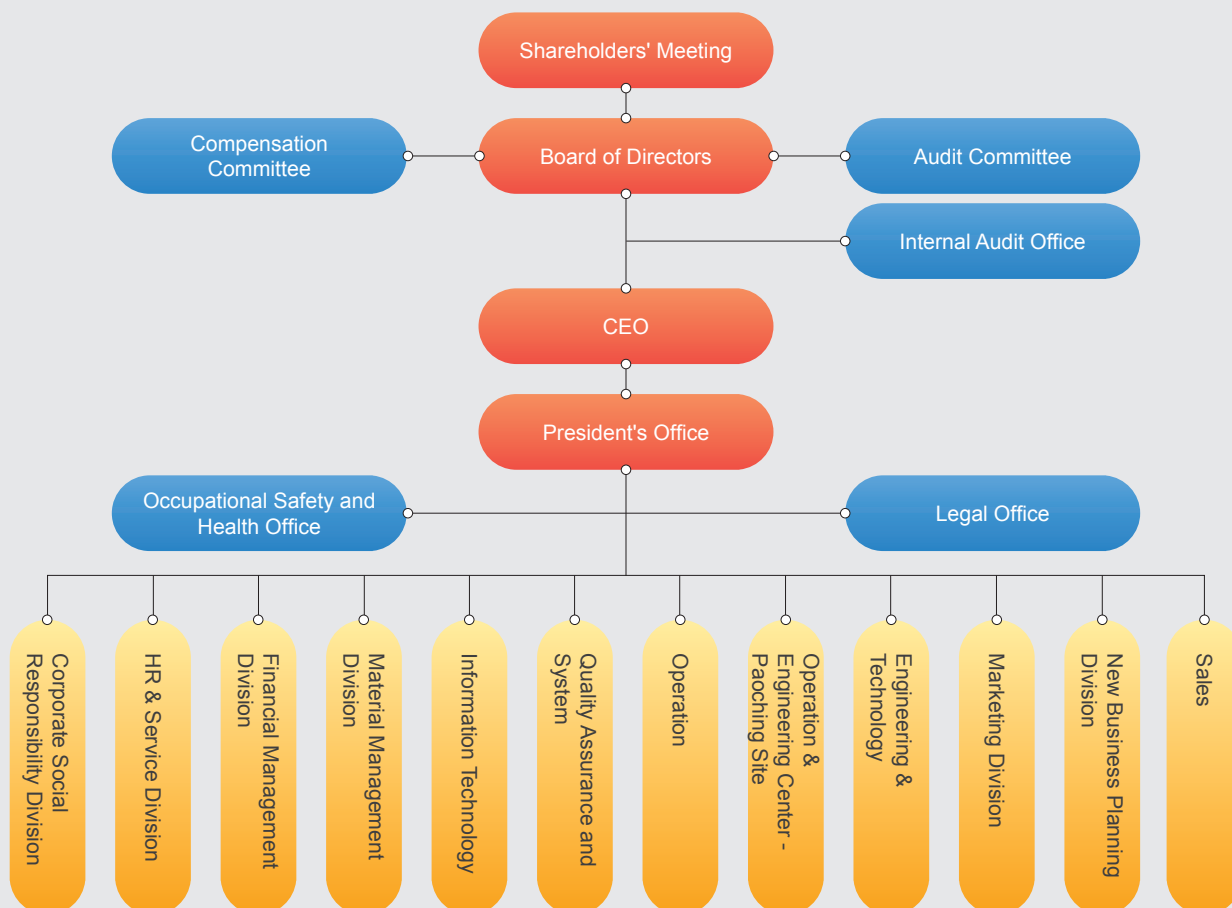 Shareholders' Meeting
Compensation
Committee
Board of Directors
Audit Committee
Internal Audit Office
CEO
President's Office
Occupational Safety and
Health Office
Legal Office
Corporate Social
Responsibility Division
HR & Service Division
Financial Management
Division
Material Management
Division
Information Technology
Quality Assurance and
System
Operation
Operation &
Engineering Center -
Paoching Site
Engineering &
Technology
Marketing Division
New Business Planning
Division
Sales